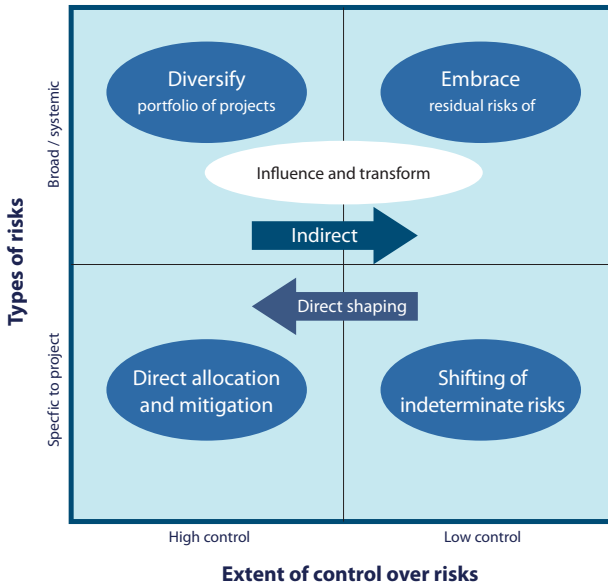 Types of risks
Broad / systemic
Specfic to project
Diversify
portfolio of projects
Embrace
residual risks of
Influence and transform
Indirect
Direct shaping
Direct allocation
and mitigation
Shifting of
indeterminate risks
High control
Low control
Extent of control over risks